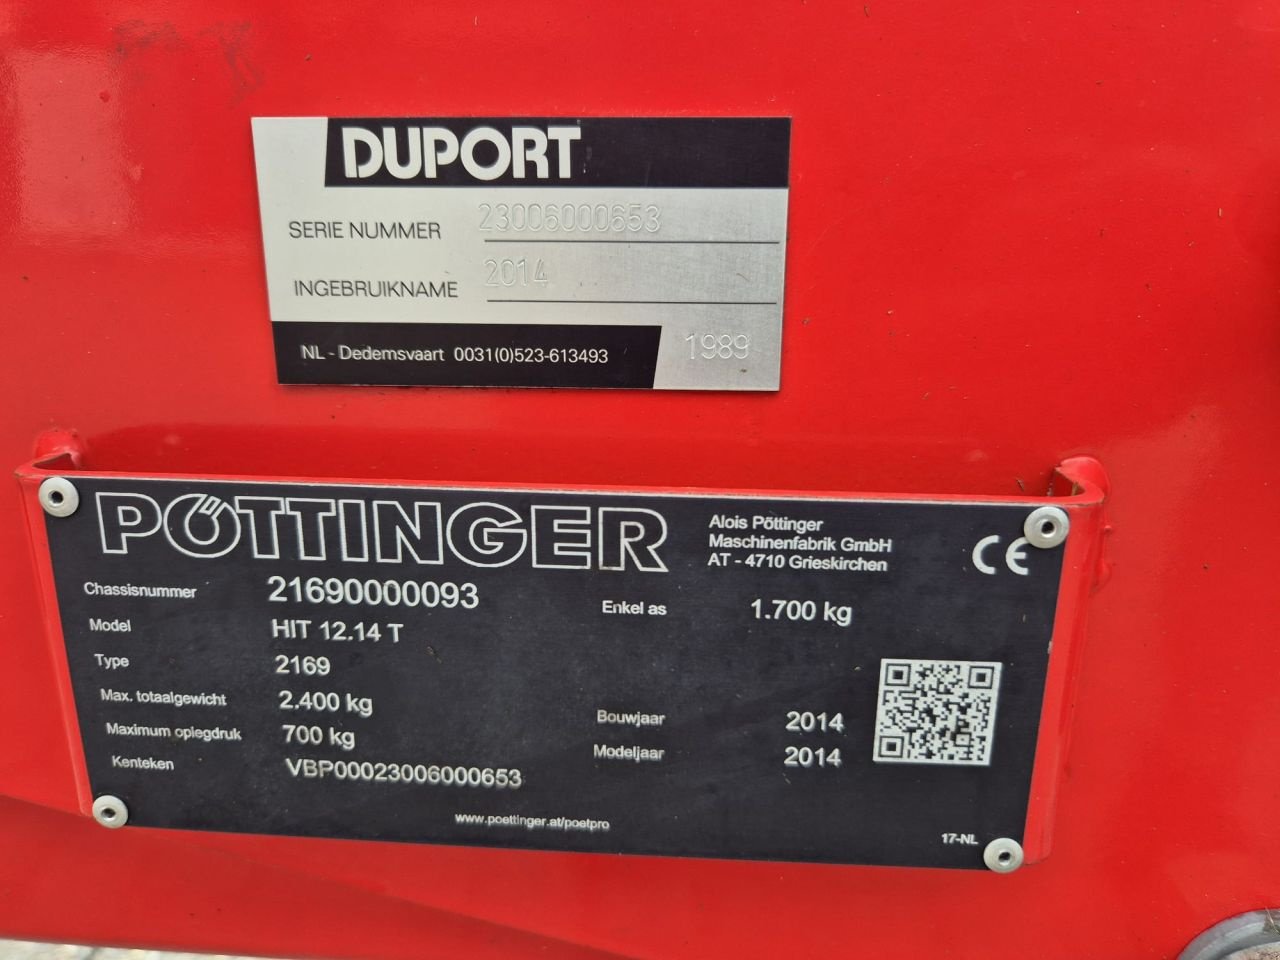 DUPORT
SERIE NUMMER 23006000653
INGEBRUIKNAME 2014
NL - Dedemsvaart 0031(0)523-613493 1989
PÖTTINGER
Alois Pöttinger
Maschinenfabrik GmbH
AT - 4710 Grieskirchen
CE
Chassisnummer 21690000093
Enkel as 1.700 kg
Model HIT 12.14 T
Type 2169
Max. totaalgewicht 2.400 kg
Maximum oplegdruk 700 kg
Kenteken VBP00023006000653
Bouwjaar 2014
Modeljaar 2014
www.poettinger.at/poetpro
17-NL